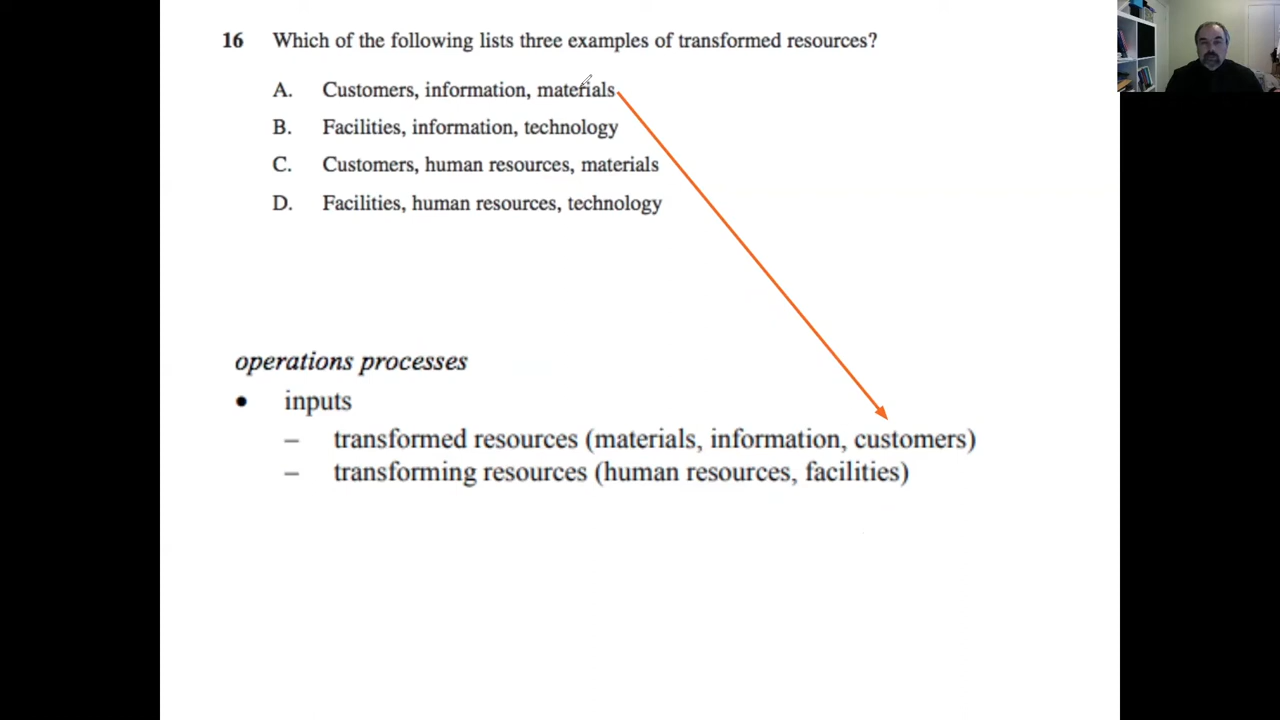 16 Which of the following lists three examples of transformed resources?
A. Customers, information, materials
B. Facilities, information, technology
C. Customers, human resources, materials
D. Facilities, human resources, technology
operations processes
• inputs
– transformed resources (materials, information, customers)
– transforming resources (human resources, facilities)